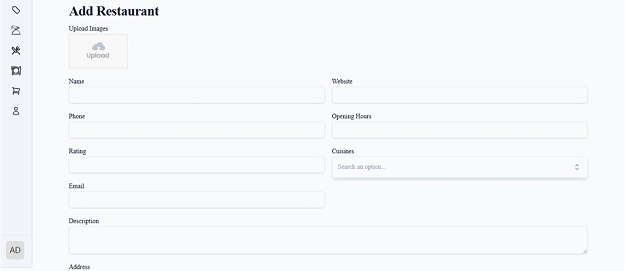 Add Restaurant
Upload Images
Upload
Name
Website
Phone
Opening Hours
Rating
Cuisines
Search an option...
Email
Description
AD
Address